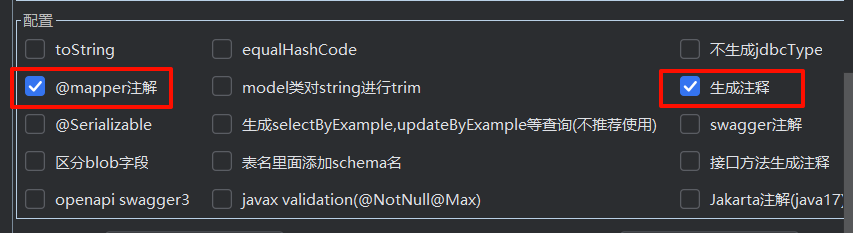 配置
toString
equalHashCode
不生成jdbcType
@mapper注解
model类对string进行trim
生成注释
@Serializable
生成selectByExample,updateByExample等查询(不推荐使用)
swagger注解
区分blob字段
表名里面添加schema名
接口方法生成注释
openapi swagger3
javax validation(@NotNull@Max)
Jakarta注解(java17)